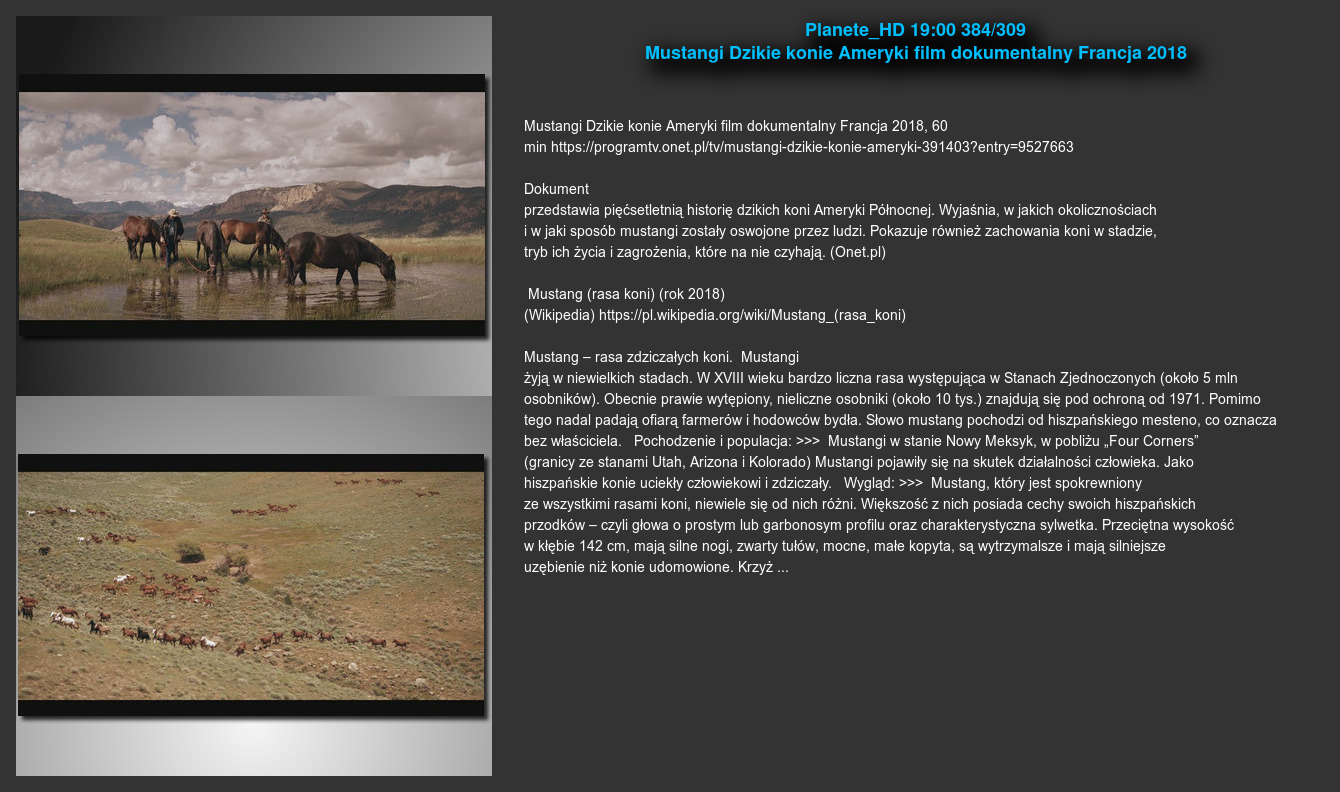 Planete_HD 19:00 384/309
Mustangi Dzikie konie Ameryki film dokumentalny Francja 2018
Mustangi Dzikie konie Ameryki film dokumentalny Francja 2018, 60
min https://programtv.onet.pl/tv/mustangi-dzikie-konie-ameryki-391403?entry=9527663
Dokument
przedstawia pięćsetletnią historię dzikich koni Ameryki Północnej. Wyjaśnia, w jakich okolicznościach
i w jaki sposób mustangi zostały oswojone przez ludzi. Pokazuje również zachowania koni w stadzie,
tryb ich życia i zagrożenia, które na nie czyhają. (Onet.pl)
Mustang (rasa koni) (rok 2018)
(Wikipedia) https://pl.wikipedia.org/wiki/Mustang_(rasa_koni)
Mustang – rasa zdziczałych koni.  Mustangi
żyją w niewielkich stadach. W XVIII wieku bardzo liczna rasa występująca w Stanach Zjednoczonych (około 5 mln
osobników). Obecnie prawie wytępiony, nieliczne osobniki (około 10 tys.) znajdują się pod ochroną od 1971. Pomimo
tego nadal padają ofiarą farmerów i hodowców bydła. Słowo mustang pochodzi od hiszpańskiego mesteno, co oznacza
bez właściciela.   Pochodzenie i populacja: >>>  Mustangi w stanie Nowy Meksyk, w pobliżu „Four Corners”
(granicy ze stanami Utah, Arizona i Kolorado) Mustangi pojawiły się na skutek działalności człowieka. Jako
hiszpańskie konie uciekły człowiekowi i zdziczały.   Wygląd: >>>  Mustang, który jest spokrewniony
ze wszystkimi rasami koni, niewiele się od nich różni. Większość z nich posiada cechy swoich hiszpańskich
przodków – czyli głowa o prostym lub garbonosym profilu oraz charakterystyczna sylwetka. Przeciętna wysokość
w kłębie 142 cm, mają silne nogi, zwarty tułów, mocne, małe kopyta, są wytrzymalsze i mają silniejsze
uzębienie niż konie udomowione. Krzyż ...